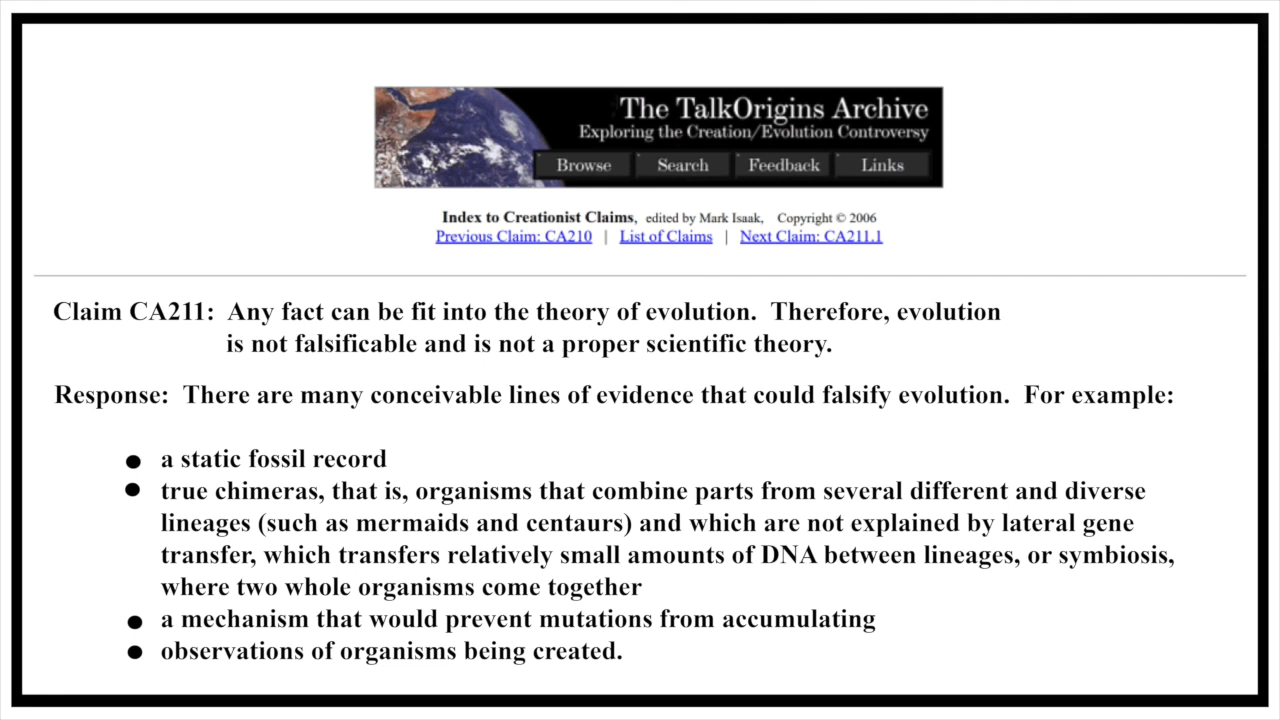 The TalkOrigins Archive
Exploring the Creation/Evolution Controversy
Browse Search Feedback Links
Index to Creationist Claims, edited by Mark Isaak, Copyright © 2006
Previous Claim: CA210 | List of Claims | Next Claim: CA211.1
Claim CA211: Any fact can be fit into the theory of evolution. Therefore, evolution
is not falsificable and is not a proper scientific theory.
Response: There are many conceivable lines of evidence that could falsify evolution. For example:
● a static fossil record
● true chimeras, that is, organisms that combine parts from several different and diverse
lineages (such as mermaids and centaurs) and which are not explained by lateral gene
transfer, which transfers relatively small amounts of DNA between lineages, or symbiosis,
where two whole organisms come together
● a mechanism that would prevent mutations from accumulating
● observations of organisms being created.